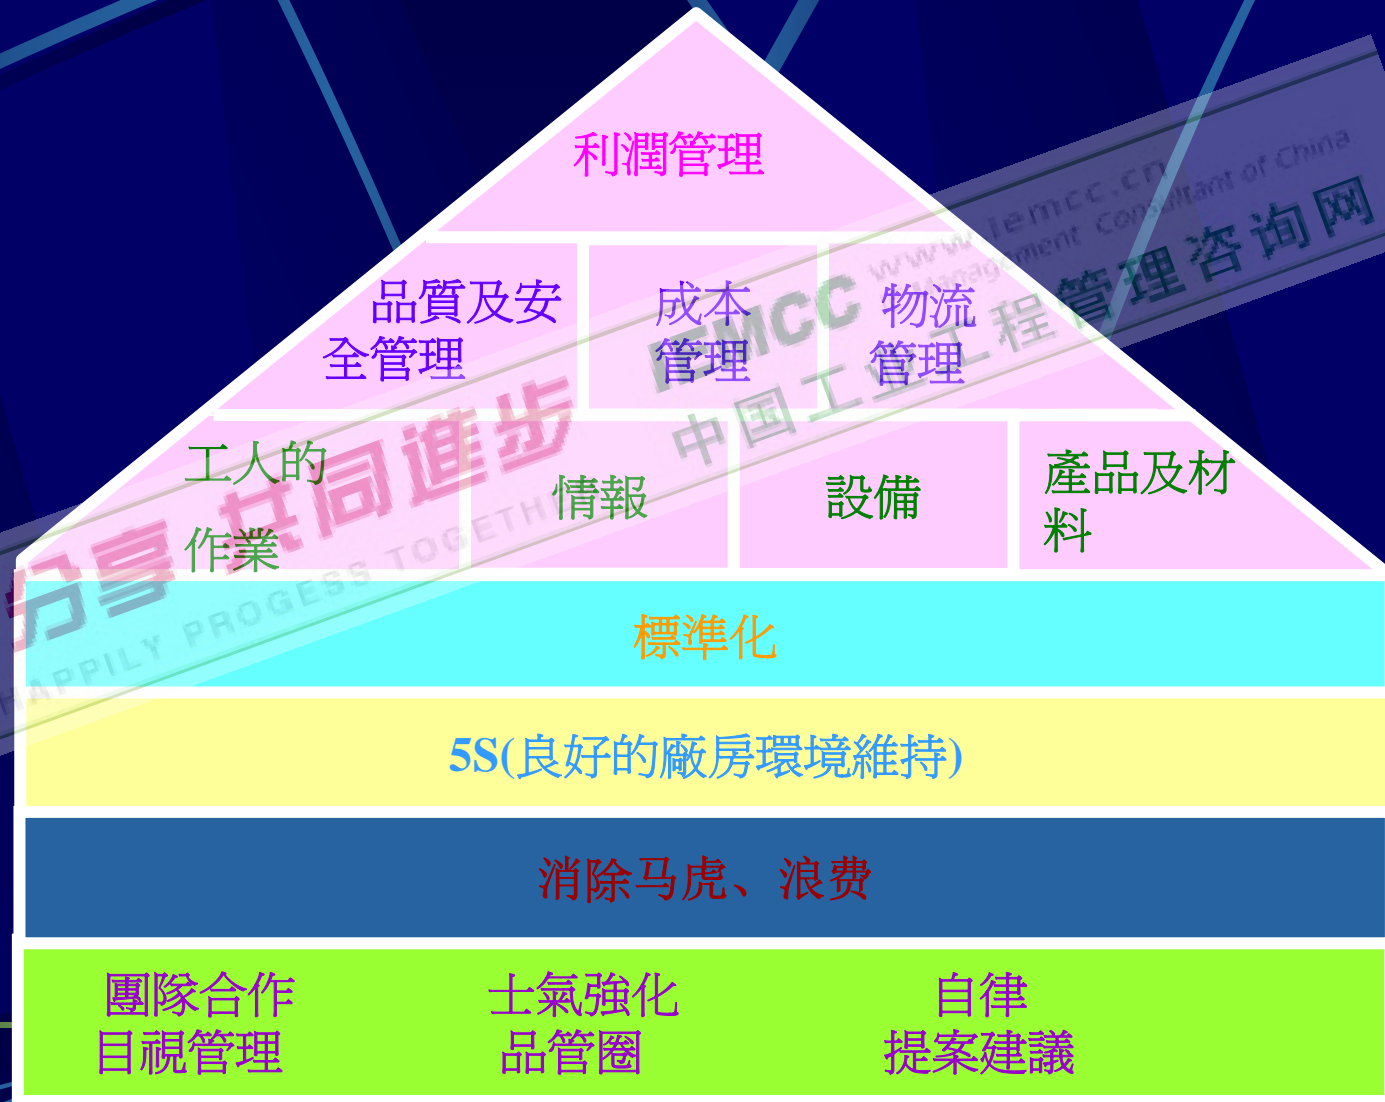 利潤管理
品質及安
全管理
成本
管理
物流
管理
工人的
作業
情報
設備
產品及材
料
標準化
5S(良好的廠房環境維持)
消除马虎、浪费
團隊合作 士氣強化 自律
目視管理 品管圈 提案建議
www.iemcc.cn
Management Consultant of China
IEMCC
中国工业工程管理咨询网
分享 共同進步
HAPPILY PROGESS TOGETHER